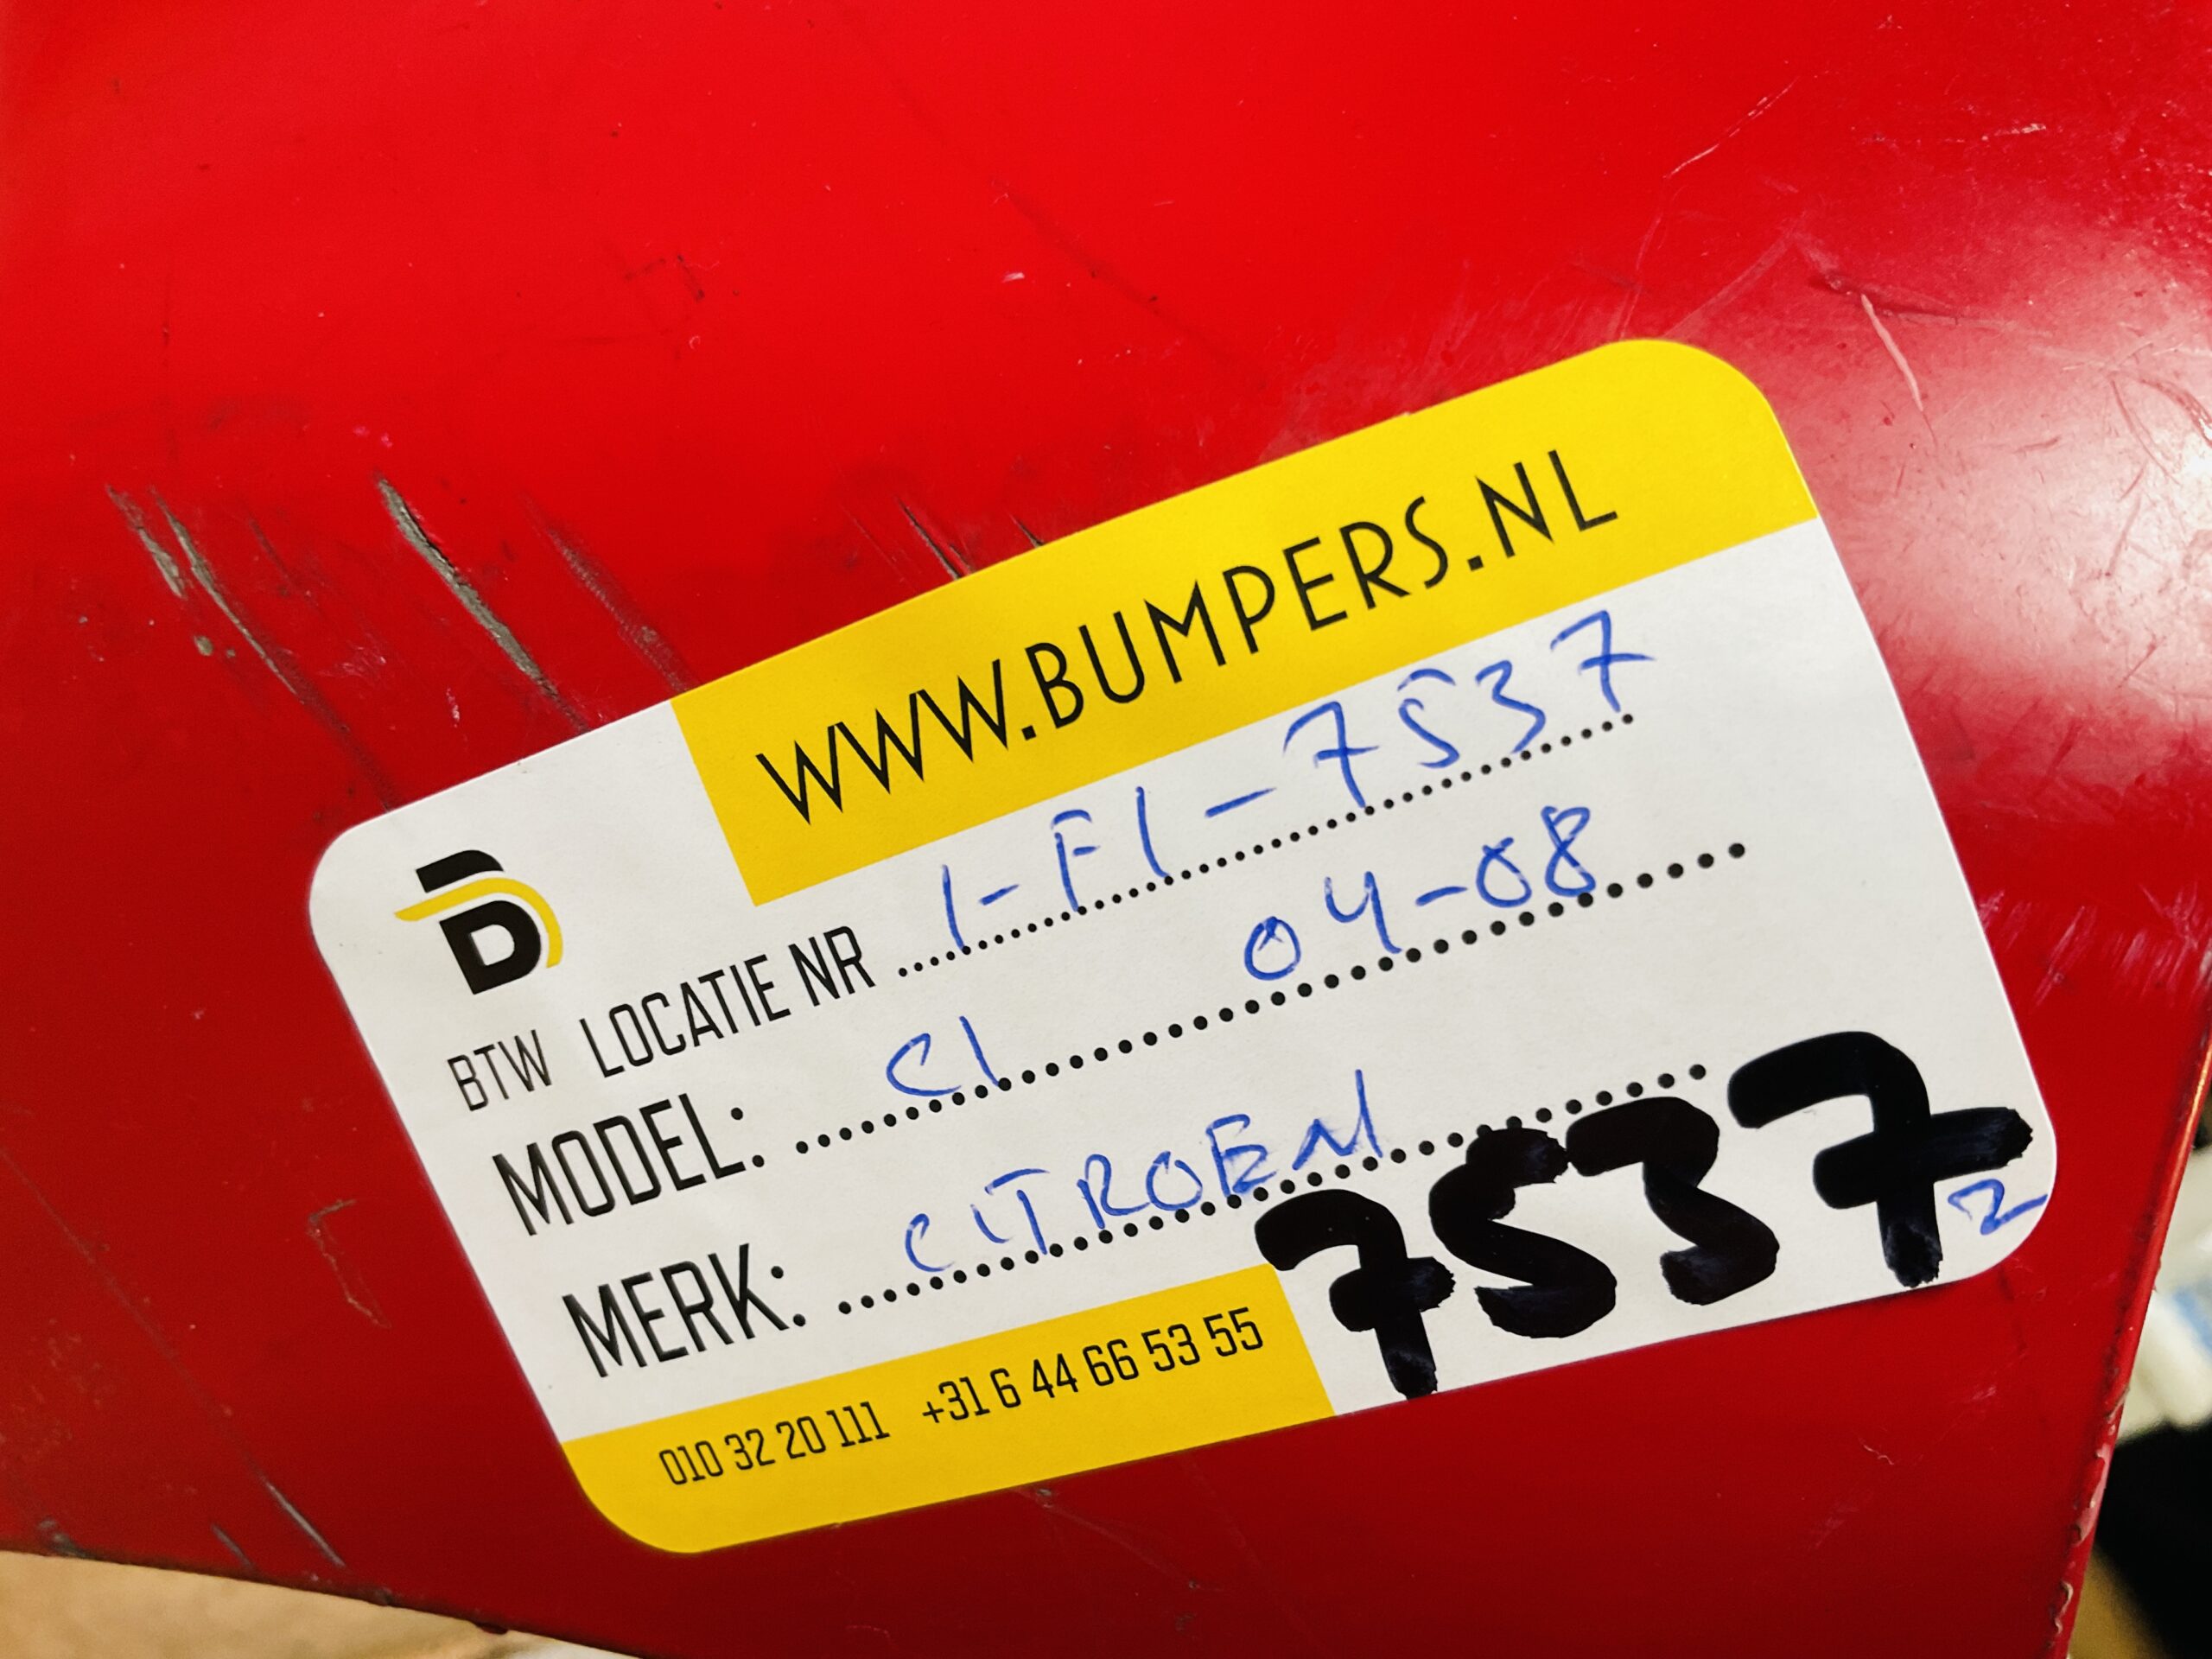 WWW.BUMPERS.NL
BTW LOCATIE NR 1-F1-7537
MODEL: C1 04-08
MERK: CITROEN
7537
2
010 32 20 111 +31 6 44 66 53 55